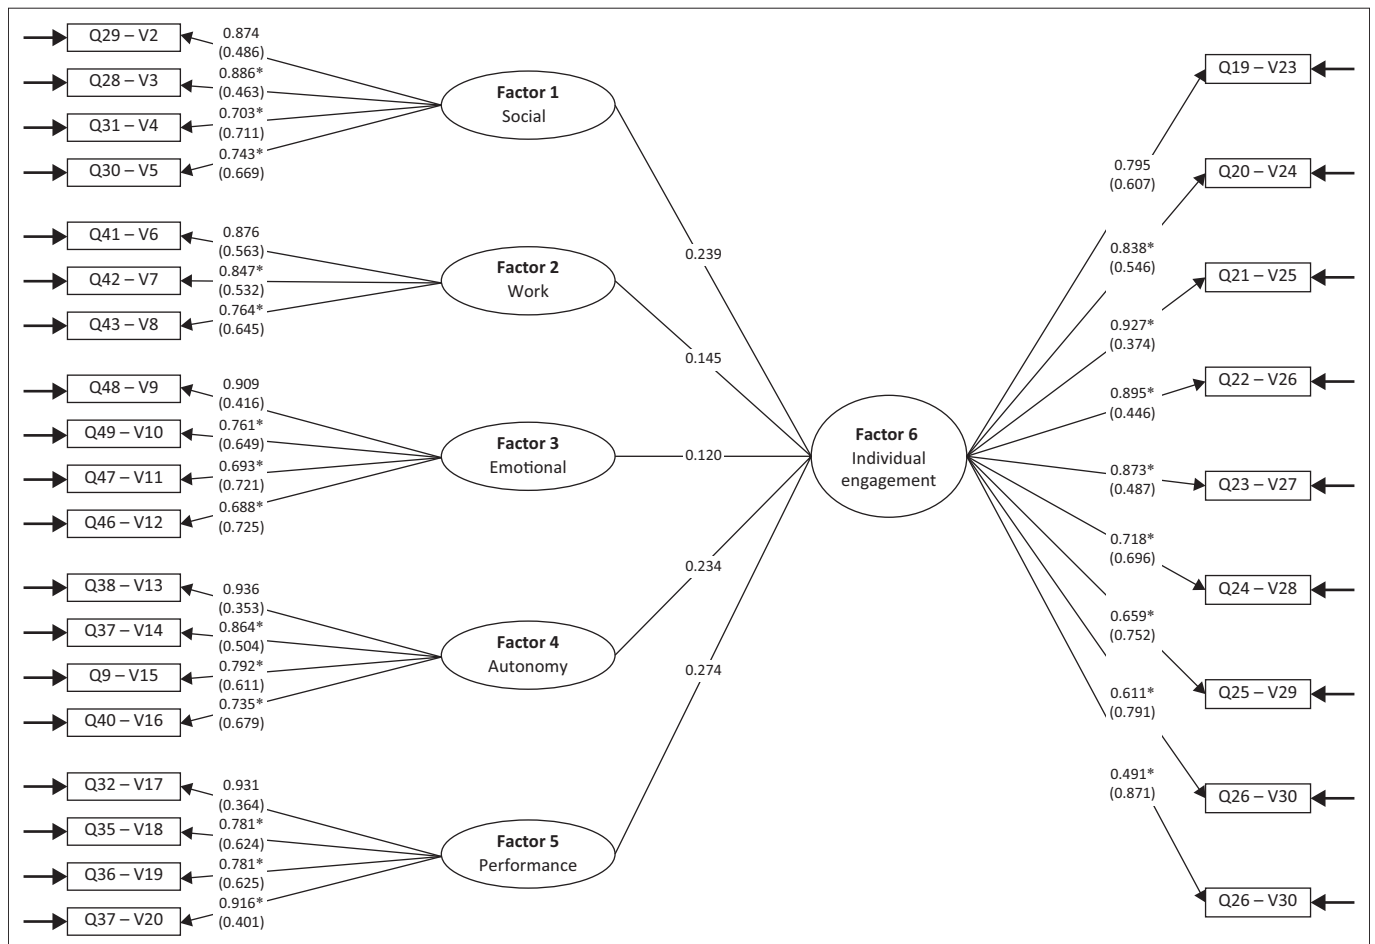 Q29 – V2
0.874
(0.486)
Q28 – V3
0.886*
(0.463)
Q31 – V4
0.703*
(0.711)
Q30 – V5
0.743*
(0.669)
Factor 1
Social
Q41 – V6
0.876
(0.563)
Q42 – V7
0.847*
(0.532)
Q43 – V8
0.764*
(0.645)
Factor 2
Work
Q48 – V9
0.909
(0.416)
Q49 – V10
0.761*
(0.649)
Q47 – V11
0.693*
(0.721)
Q46 – V12
0.688*
(0.725)
Factor 3
Emotional
Q38 – V13
0.936
(0.353)
Q37 – V14
0.864*
(0.504)
Q9 – V15
0.792*
(0.611)
Q40 – V16
0.735*
(0.679)
Factor 4
Autonomy
Q32 – V17
0.931
(0.364)
Q35 – V18
0.781*
(0.624)
Q36 – V19
0.781*
(0.625)
Q37 – V20
0.916*
(0.401)
Factor 5
Performance
0.239
0.145
0.120
0.234
0.274
Factor 6
Individual
engagement
0.795
(0.607)
Q19 – V23
0.838*
(0.546)
Q20 – V24
0.927*
(0.374)
Q21 – V25
0.895*
(0.446)
Q22 – V26
0.873*
(0.487)
Q23 – V27
0.718*
(0.696)
Q24 – V28
0.659*
(0.752)
Q25 – V29
0.611*
(0.791)
Q26 – V30
0.491*
(0.871)
Q26 – V30